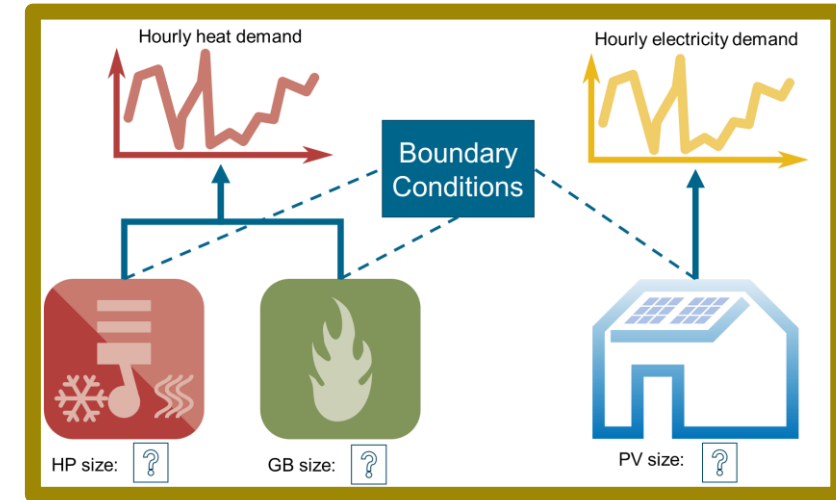 Hourly heat demand
Hourly electricity demand
Boundary
Conditions
HP size: ?
GB size: ?
PV size: ?